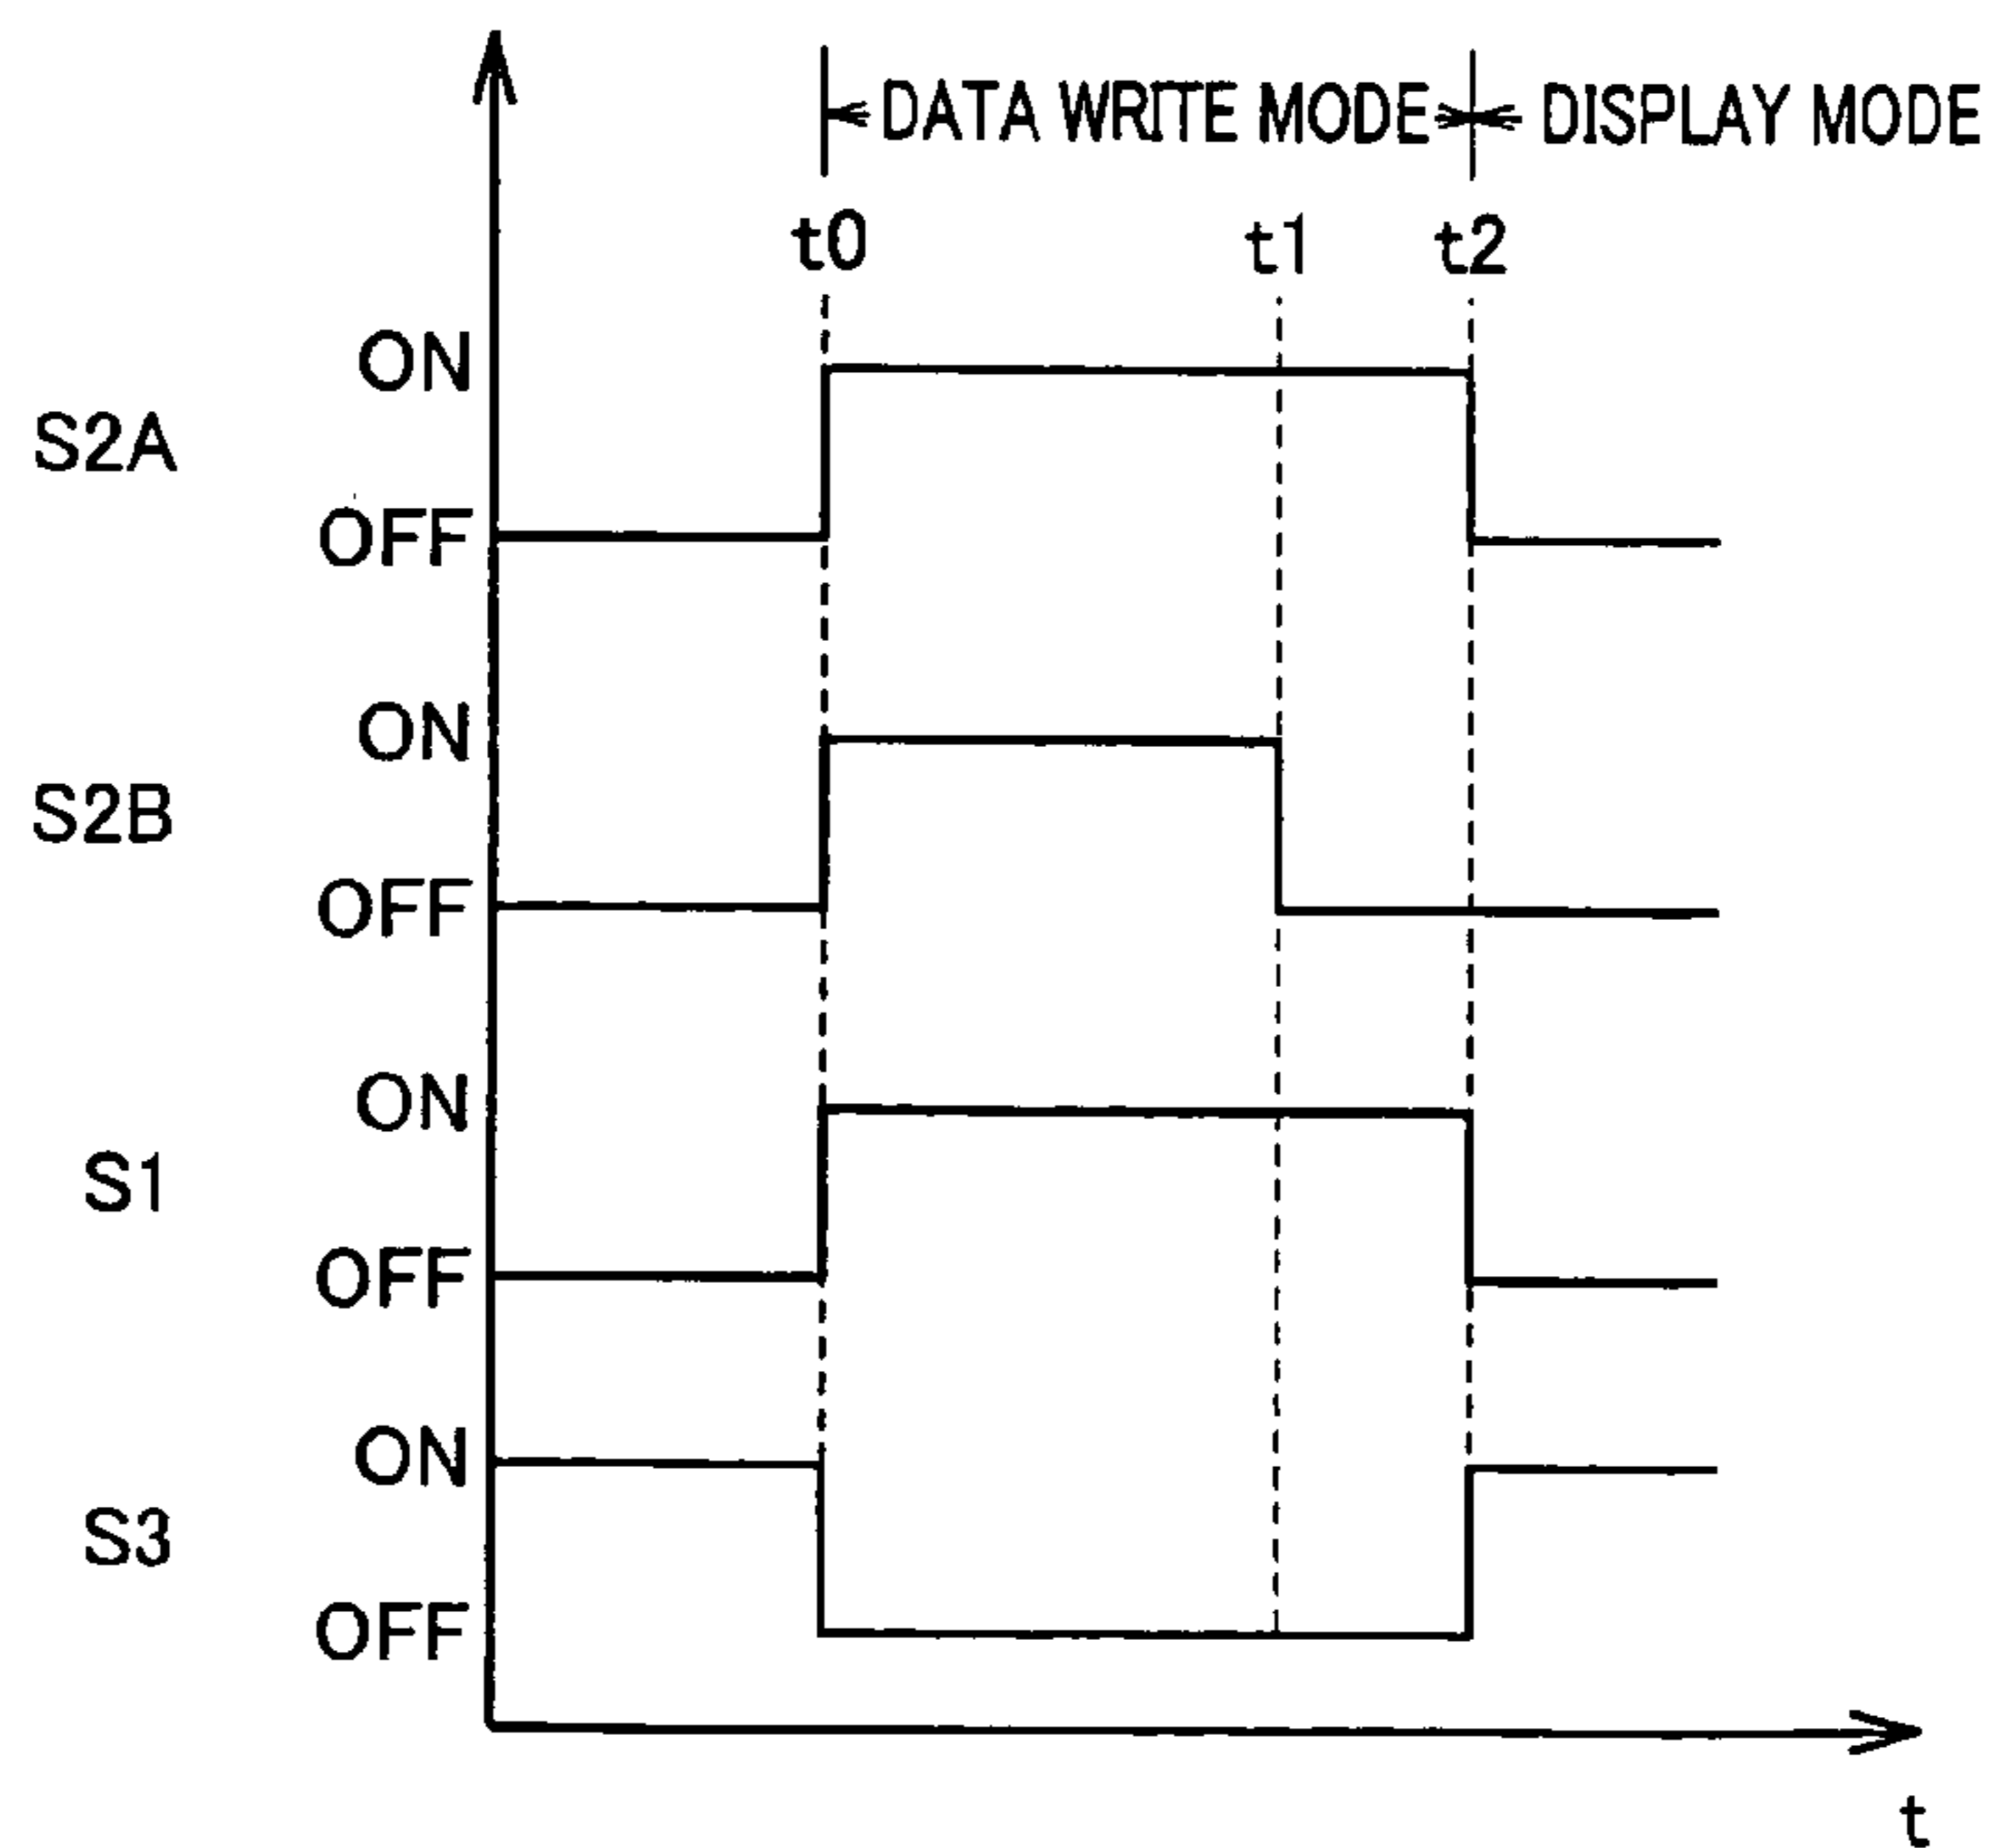 DATA WRITE MODE DISPLAY MODE
t0 t1 t2
ON
S2A
OFF
ON
S2B
OFF
ON
S1
OFF
ON
S3
OFF
t